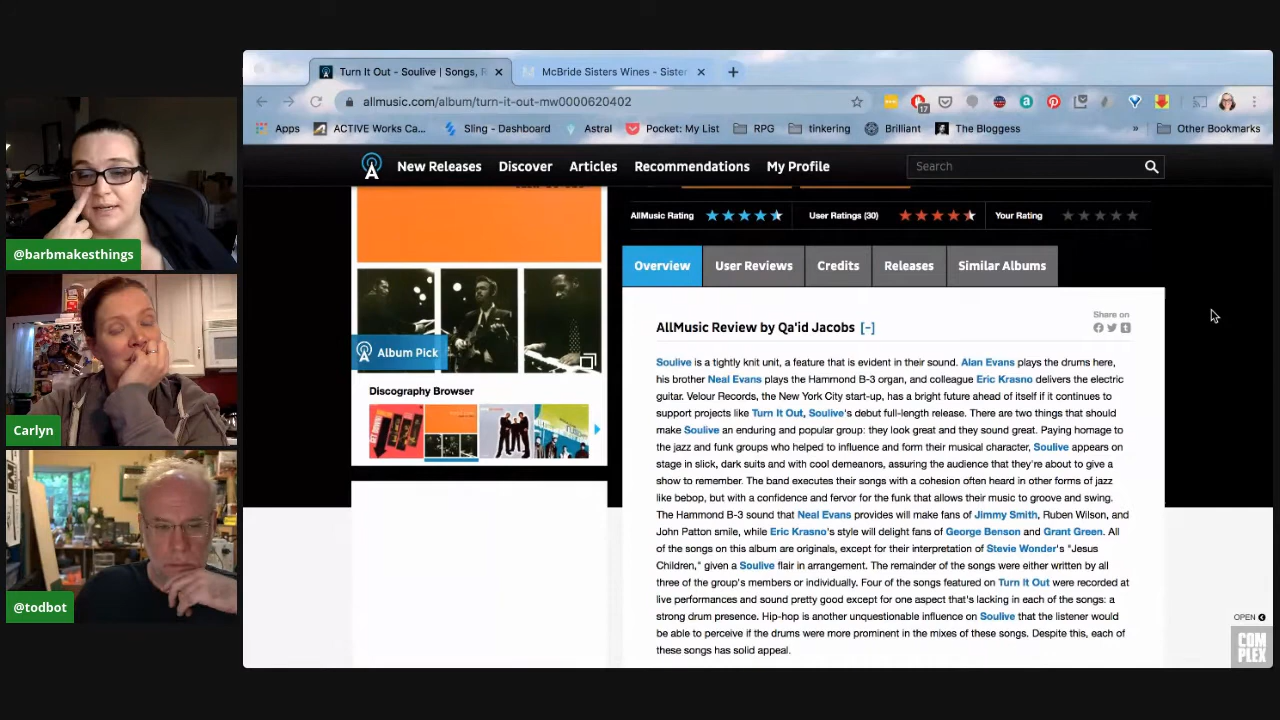 Turn It Out - Soulive | Songs, R
McBride Sisters Wines - Sister
allmusic.com/album/turn-it-out-mw0000620402
17
Apps
ACTIVE Works Ca...
Sling - Dashboard
Astral
Pocket: My List
RPG
tinkering
Brilliant
The Bloggess
»
Other Bookmarks
New Releases
Discover
Articles
Recommendations
My Profile
Search
AllMusic Rating
User Ratings (30)
Your Rating
Overview
User Reviews
Credits
Releases
Similar Albums
@barbmakesthings
Carlyn
@todbot
Album Pick
Discography Browser
AllMusic Review by Qa'id Jacobs [-]
Share on
Soulive is a tightly knit unit, a feature that is evident in their sound. Alan Evans plays the drums here,
his brother Neal Evans plays the Hammond B-3 organ, and colleague Eric Krasno delivers the electric
guitar. Velour Records, the New York City start-up, has a bright future ahead of itself if it continues to
support projects like Turn It Out, Soulive's debut full-length release. There are two things that should
make Soulive an enduring and popular group: they look great and they sound great. Paying homage to
the jazz and funk groups who helped to influence and form their musical character, Soulive appears on
stage in slick, dark suits and with cool demeanors, assuring the audience that they're about to give a
show to remember. The band executes their songs with a cohesion often heard in other forms of jazz
like bebop, but with a confidence and fervor for the funk that allows their music to groove and swing.
The Hammond B-3 sound that Neal Evans provides will make fans of Jimmy Smith, Ruben Wilson, and
John Patton smile, while Eric Krasno's style will delight fans of George Benson and Grant Green. All
of the songs on this album are originals, except for their interpretation of Stevie Wonder's "Jesus
Children," given a Soulive flair in arrangement. The remainder of the songs were either written by all
three of the group's members or individually. Four of the songs featured on Turn It Out were recorded at
live performances and sound pretty good except for one aspect that's lacking in each of the songs: a
strong drum presence. Hip-hop is another unquestionable influence on Soulive that the listener would
be able to perceive if the drums were more prominent in the mixes of these songs. Despite this, each of
these songs has solid appeal.
OPEN
COM
PLEX